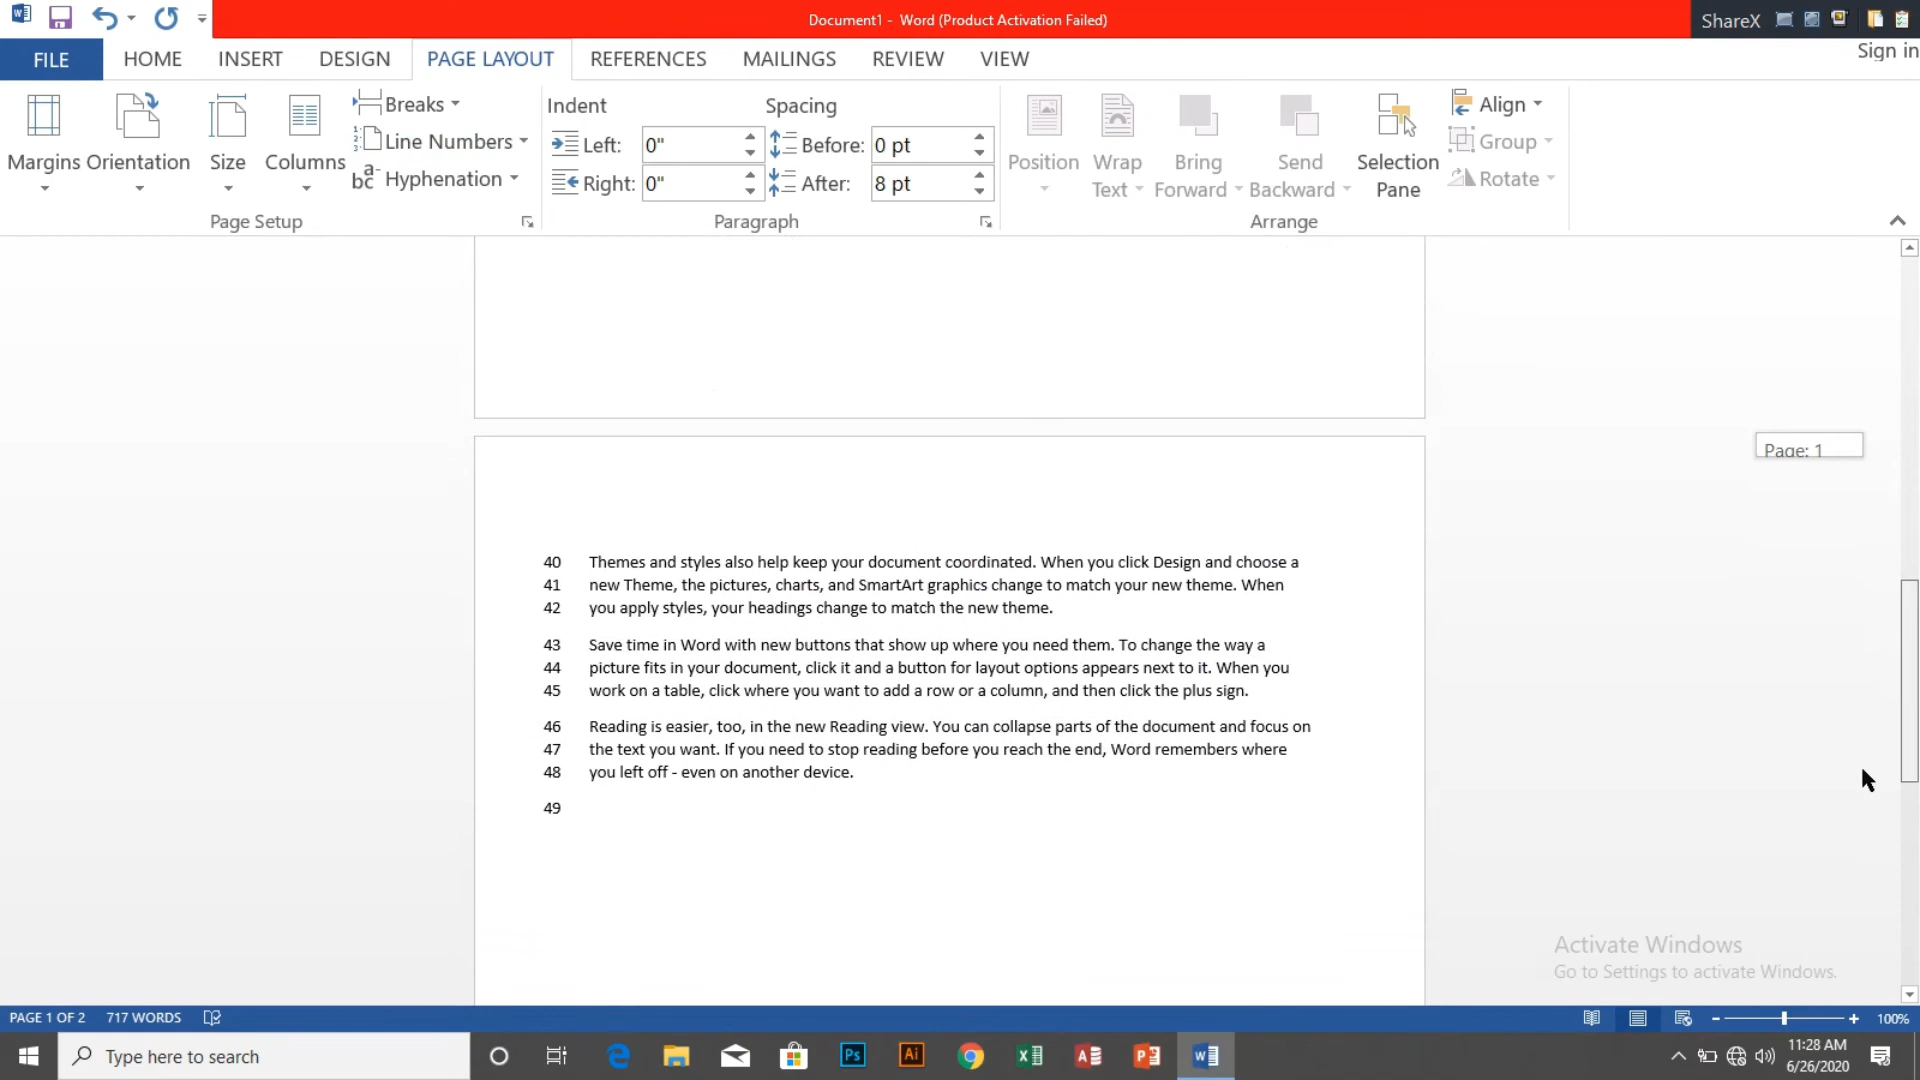 Document1 - Word (Product Activation Failed)
ShareX
FILE HOME INSERT DESIGN PAGE LAYOUT REFERENCES MAILINGS REVIEW VIEW
Sign in
Margins Orientation Size Columns
Breaks
Line Numbers
Hyphenation
Page Setup
Indent Spacing
Left: 0" Before: 0 pt
Right: 0" After: 8 pt
Paragraph
Position Wrap Text Bring Forward Send Backward Selection Pane
Align
Group
Rotate
Arrange
Page: 1
40 Themes and styles also help keep your document coordinated. When you click Design and choose a
41 new Theme, the pictures, charts, and SmartArt graphics change to match your new theme. When
42 you apply styles, your headings change to match the new theme.
43 Save time in Word with new buttons that show up where you need them. To change the way a
44 picture fits in your document, click it and a button for layout options appears next to it. When you
45 work on a table, click where you want to add a row or a column, and then click the plus sign.
46 Reading is easier, too, in the new Reading view. You can collapse parts of the document and focus on
47 the text you want. If you need to stop reading before you reach the end, Word remembers where
48 you left off - even on another device.
49
Activate Windows
Go to Settings to activate Windows.
PAGE 1 OF 2 717 WORDS 100%
Type here to search
Ps Ai
11:28 AM
6/26/2020